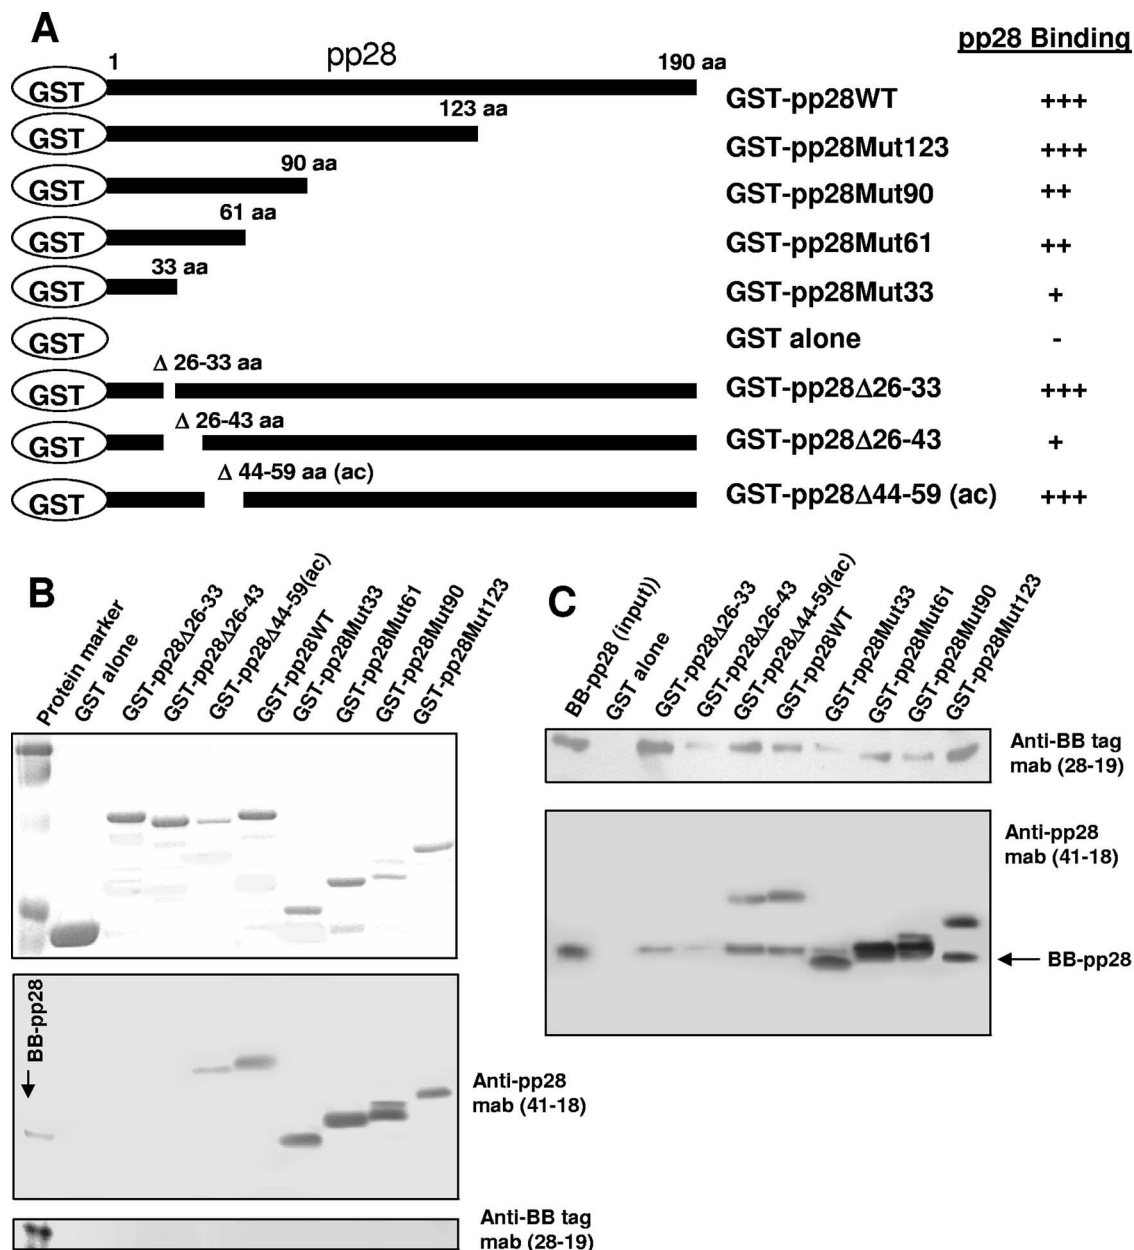 A
pp28
pp28 Binding
1
190 aa
GST
GST-pp28WT
+++
123 aa
GST
GST-pp28Mut123
+++
90 aa
GST
GST-pp28Mut90
++
61 aa
GST
GST-pp28Mut61
++
33 aa
GST
GST-pp28Mut33
+
GST
GST alone
-
Δ 26-33 aa
GST
GST-pp28Δ26-33
+++
Δ 26-43 aa
GST
GST-pp28Δ26-43
+
Δ 44-59 aa (ac)
GST
GST-pp28Δ44-59 (ac)
+++
B
Protein marker
GST alone
GST-pp28Δ26-33
GST-pp28Δ26-43
GST-pp28Δ44-59(ac)
GST-pp28WT
GST-pp28Mut33
GST-pp28Mut61
GST-pp28Mut90
GST-pp28Mut123
BB-pp28
Anti-pp28
mab (41-18)
Anti-BB tag
mab (28-19)
C
BB-pp28 (input))
GST alone
GST-pp28Δ26-33
GST-pp28Δ26-43
GST-pp28Δ44-59(ac)
GST-pp28WT
GST-pp28Mut33
GST-pp28Mut61
GST-pp28Mut90
GST-pp28Mut123
Anti-BB tag
mab (28-19)
Anti-pp28
mab (41-18)
BB-pp28